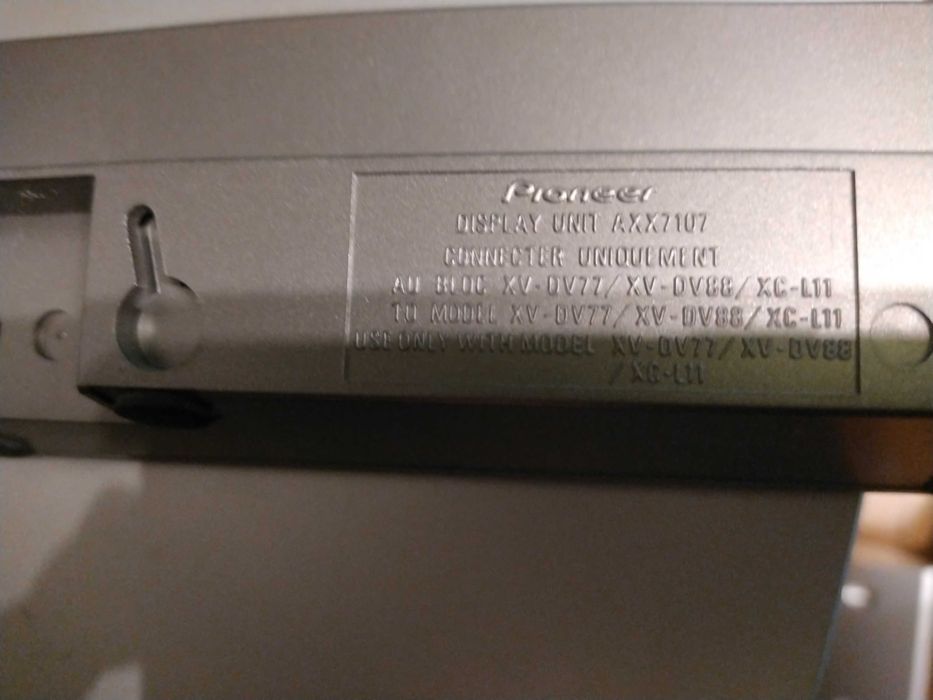 Pioneer
DISPLAY UNIT AXX7107
CONNECTER UNIQUEMENT
AU BLOC XV-DV77/XV-DV88/XC-L11
TO MODEL XV-DV77/XV-DV88/XC-L11
USE ONLY WITH MODEL XV-DV77/XV-DV88
/XC-L11